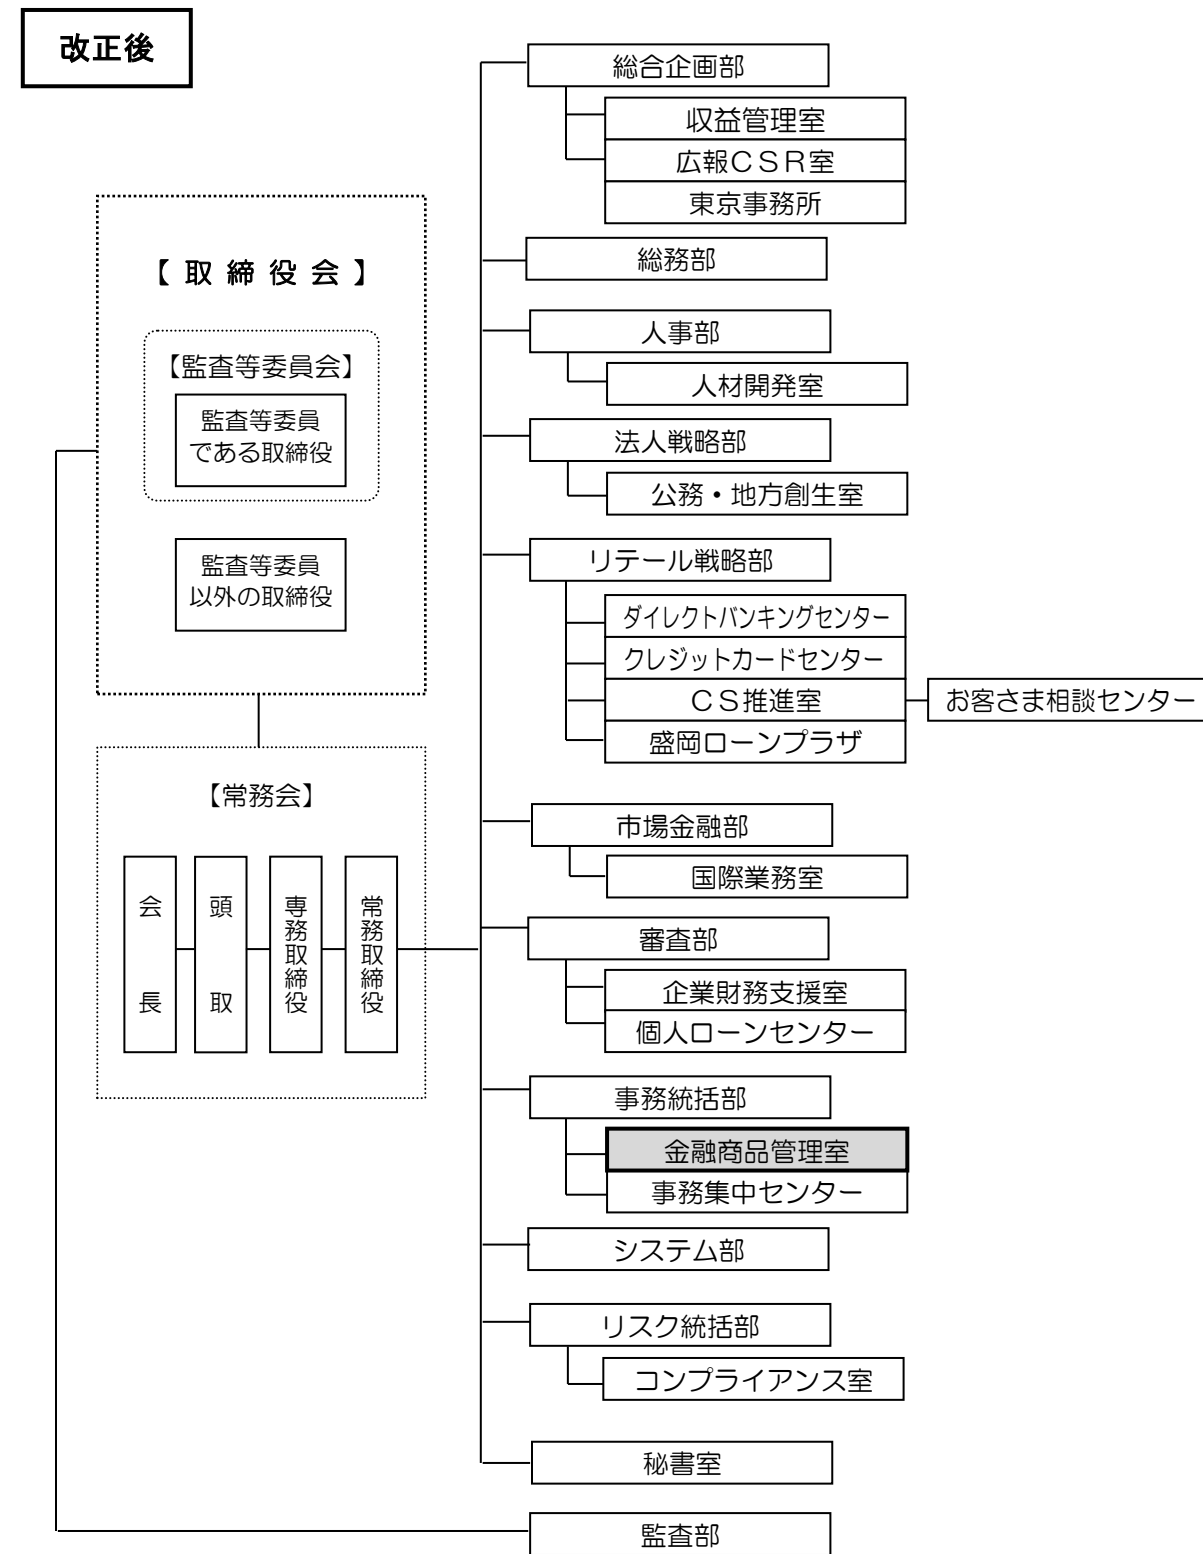 改正後
【取締役会】
【監査等委員会】
監査等委員
である取締役
監査等委員
以外の取締役
【常務会】
会長
頭取
専務取締役
常務取締役
総合企画部
収益管理室
広報ＣＳＲ室
東京事務所
総務部
人事部
人材開発室
法人戦略部
公務・地方創生室
リテール戦略部
ダイレクトバンキングセンター
クレジットカードセンター
ＣＳ推進室
お客さま相談センター
盛岡ローンプラザ
市場金融部
国際業務室
審査部
企業財務支援室
個人ローンセンター
事務統括部
金融商品管理室
事務集中センター
システム部
リスク統括部
コンプライアンス室
秘書室
監査部